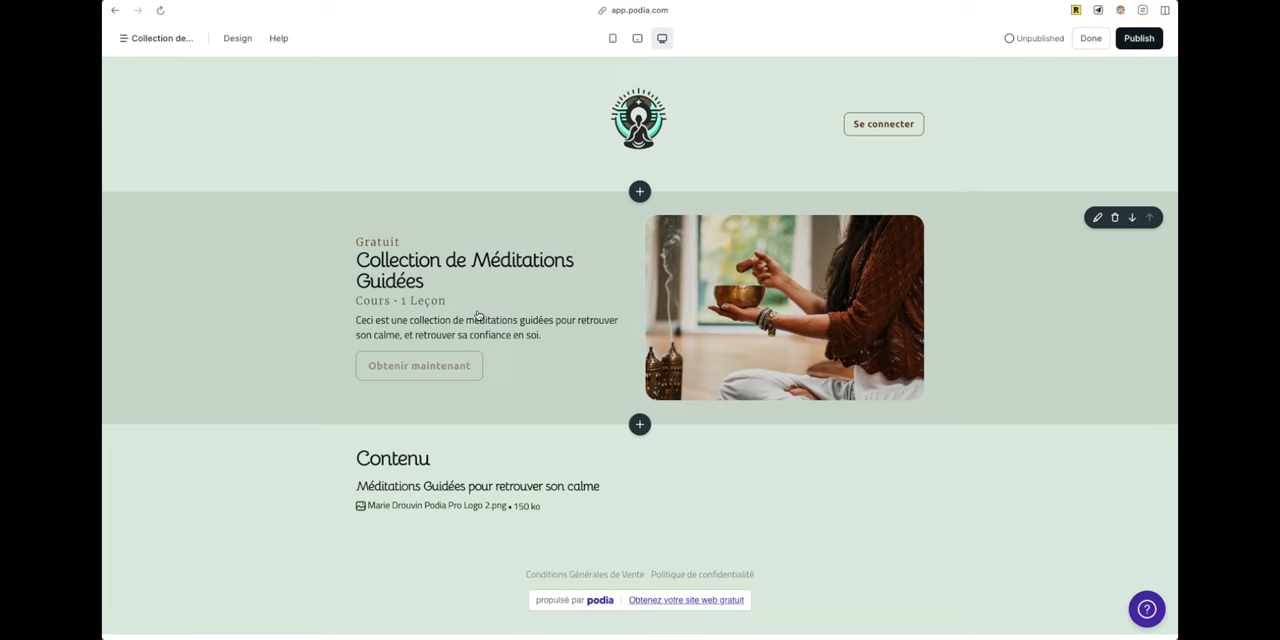 app.podia.com
R
Collection de...
Design
Help
Unpublished
Done
Publish
Se connecter
Gratuit
Collection de Méditations
Guidées
Cours • 1 Leçon
Ceci est une collection de méditations guidées pour retrouver
son calme, et retrouver sa confiance en soi.
Obtenir maintenant
Contenu
Méditations Guidées pour retrouver son calme
Marie Drouvin Podia Pro Logo 2.png • 150 ko
Conditions Générales de Vente Politique de confidentialité
propulsé par podia Obtenez votre site web gratuit